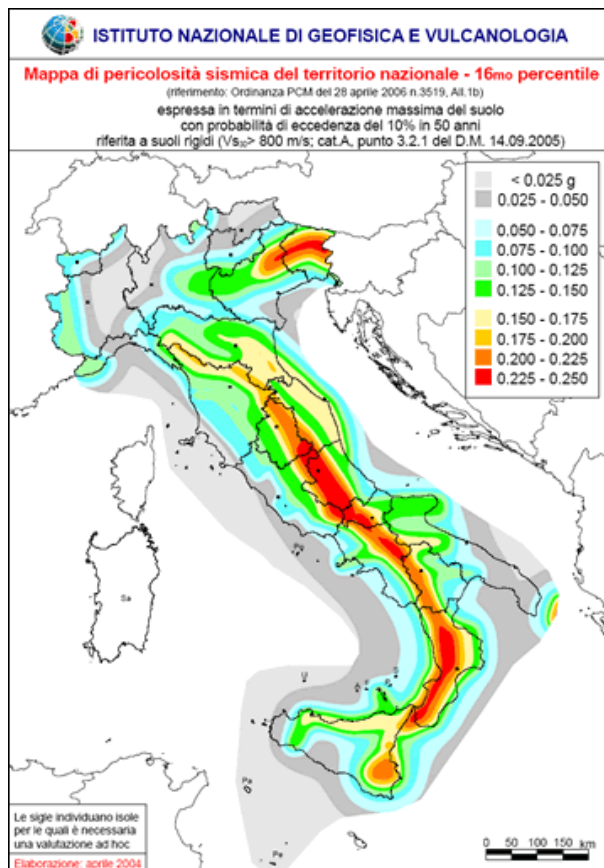 ISTITUTO NAZIONALE DI GEOFISICA E VULCANOLOGIA
Mappa di pericolosità sismica del territorio nazionale - 16mo percentile
(riferimento: Ordinanza PCM del 28 aprile 2006 n.3519, All.1b)
espressa in termini di accelerazione massima del suolo
con probabilità di eccedenza del 10% in 50 anni
riferita a suoli rigidi (Vs30> 800 m/s; cat.A, punto 3.2.1 del D.M. 14.09.2005)
< 0.025 g
0.025 - 0.050
0.050 - 0.075
0.075 - 0.100
0.100 - 0.125
0.125 - 0.150
0.150 - 0.175
0.175 - 0.200
0.200 - 0.225
0.225 - 0.250
Sa
U
Pa
Pe
Le sigle individuano isole
per le quali è necessaria
una valutazione ad hoc
Elaborazione: aprile 2004
0 50 100 150 km